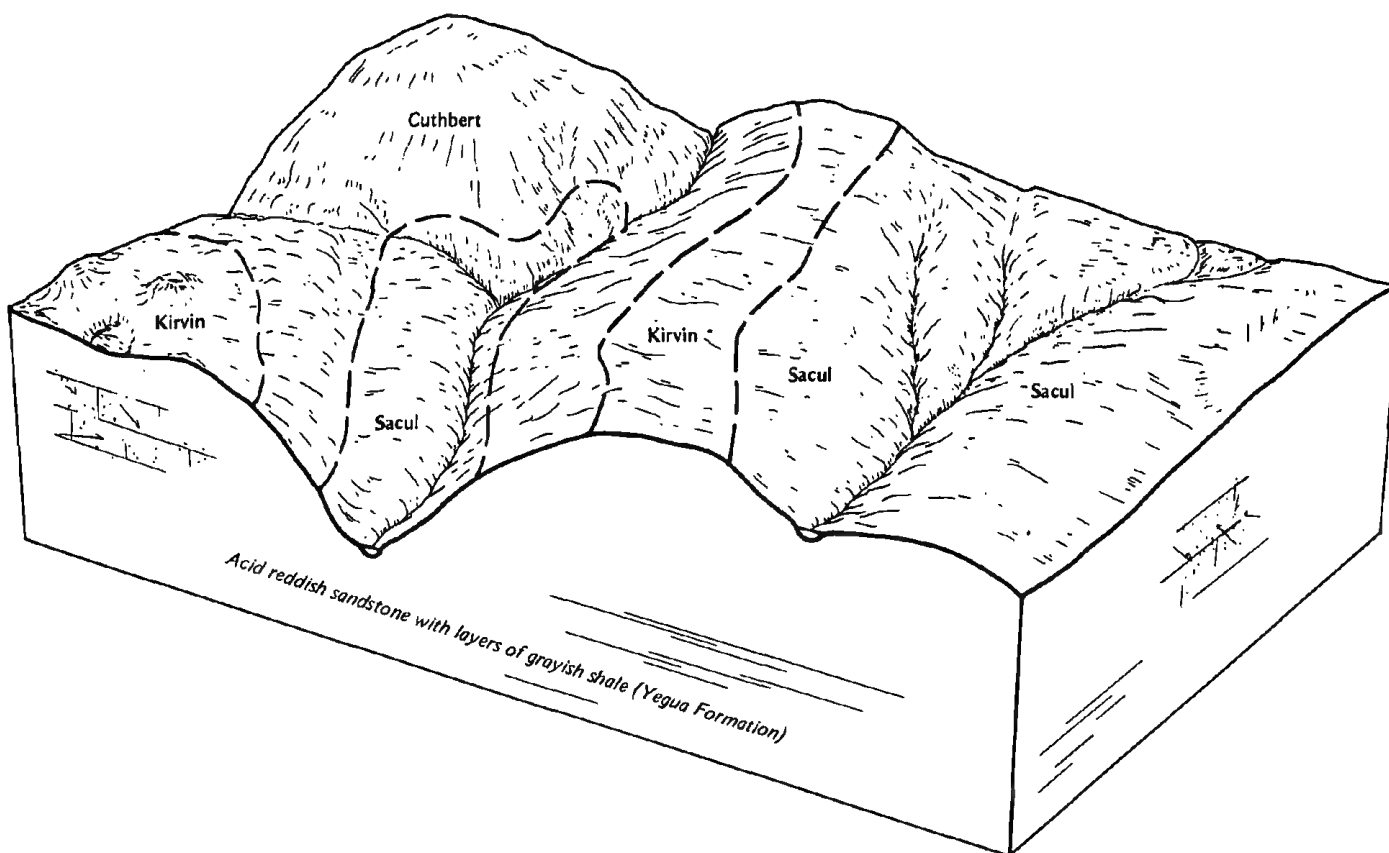 Cuthbert
Kirvin
Kirvin
Sacul
Sacul
Sacul
Acid reddish sandstone with layers of grayish shale (Yegua Formation)